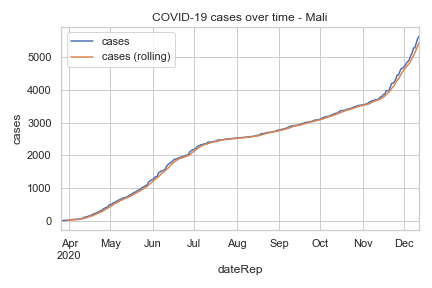 COVID-19 cases over time - Mali
cases
cases (rolling)
cases
5000
4000
3000
2000
1000
0
Apr May Jun Jul Aug Sep Oct Nov Dec
2020
dateRep